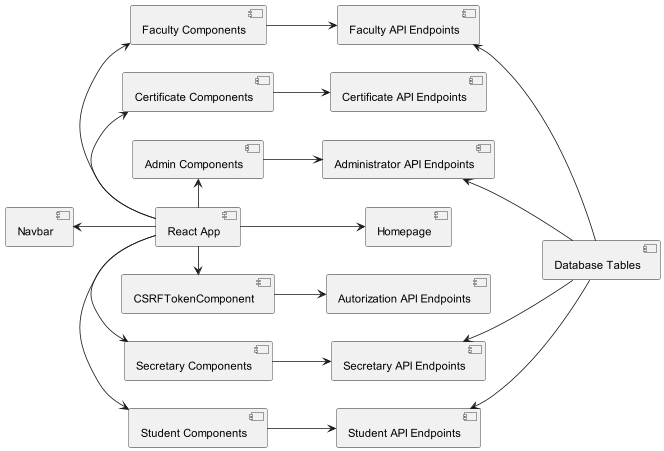 Faculty Components
Faculty API Endpoints
Certificate Components
Certificate API Endpoints
Admin Components
Administrator API Endpoints
Navbar
React App
Homepage
Database Tables
CSRFTokenComponent
Autorization API Endpoints
Secretary Components
Secretary API Endpoints
Student Components
Student API Endpoints